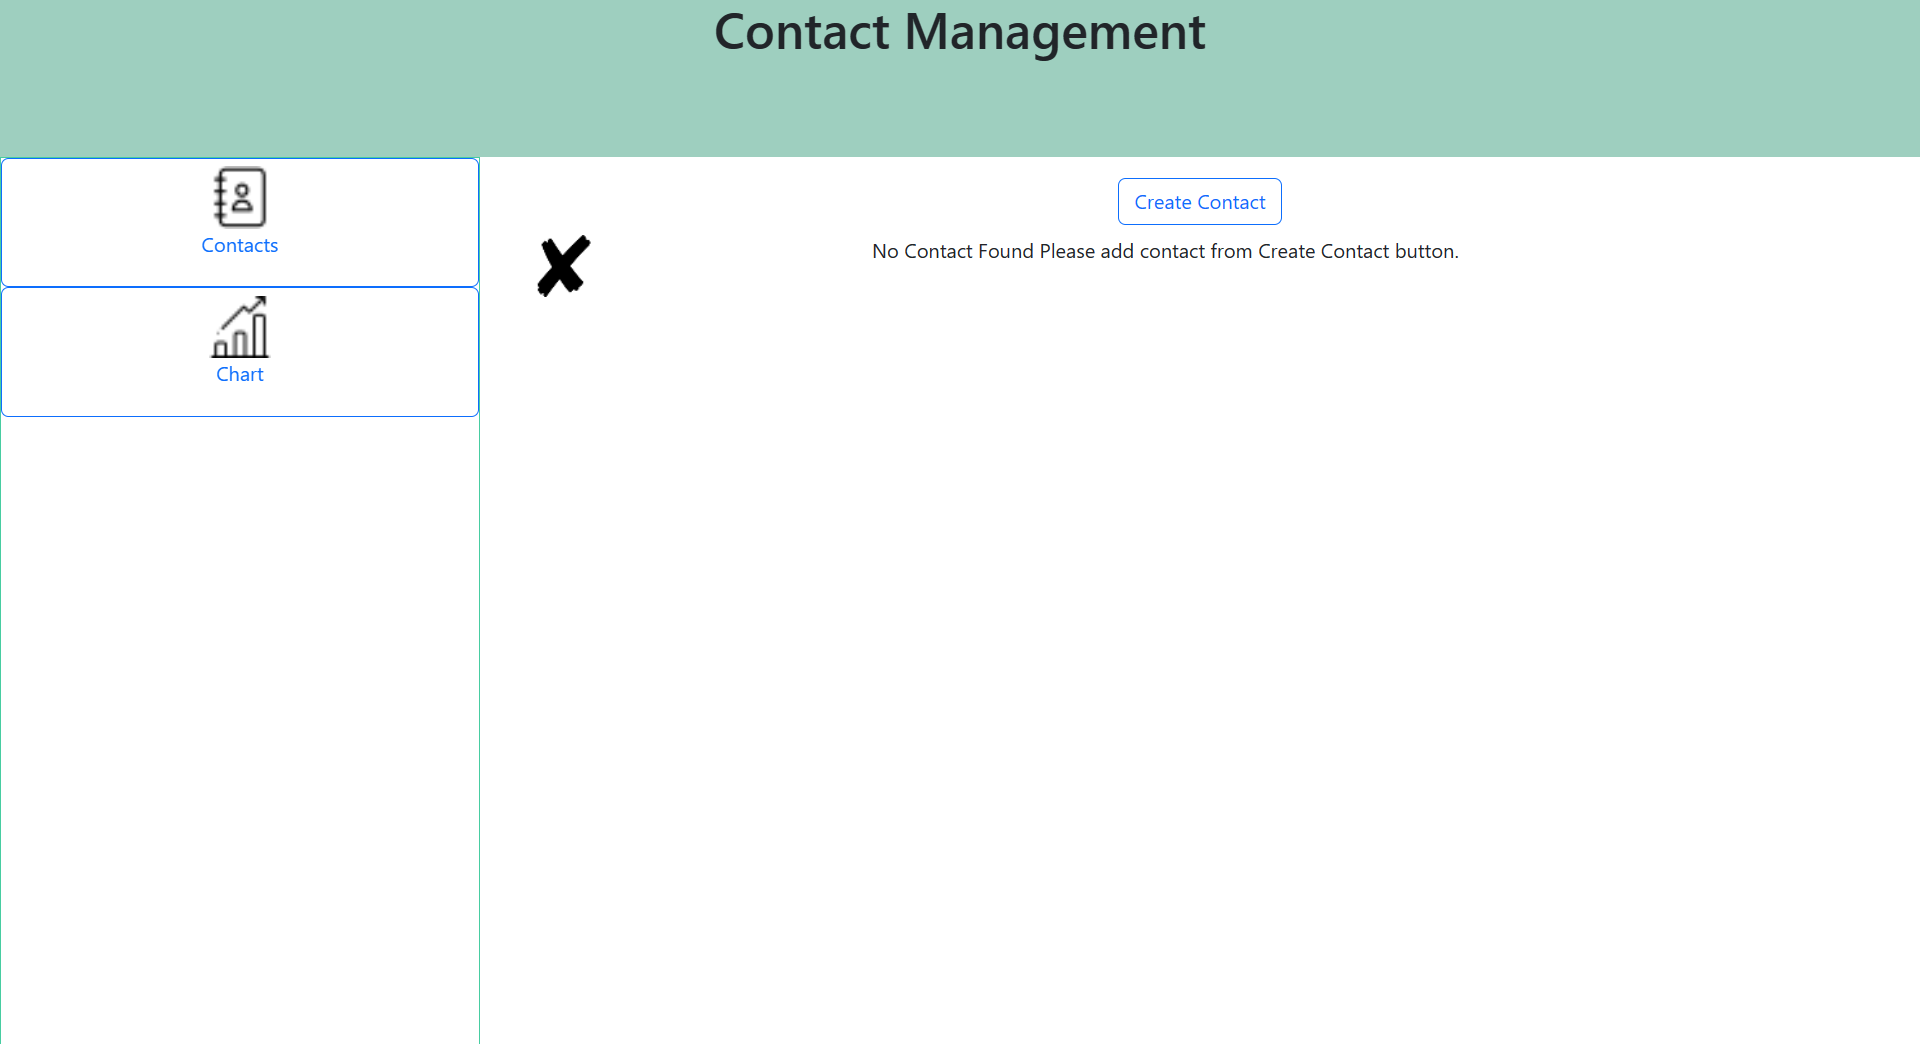 Contact Management
Contacts
Chart
Create Contact
No Contact Found Please add contact from Create Contact button.